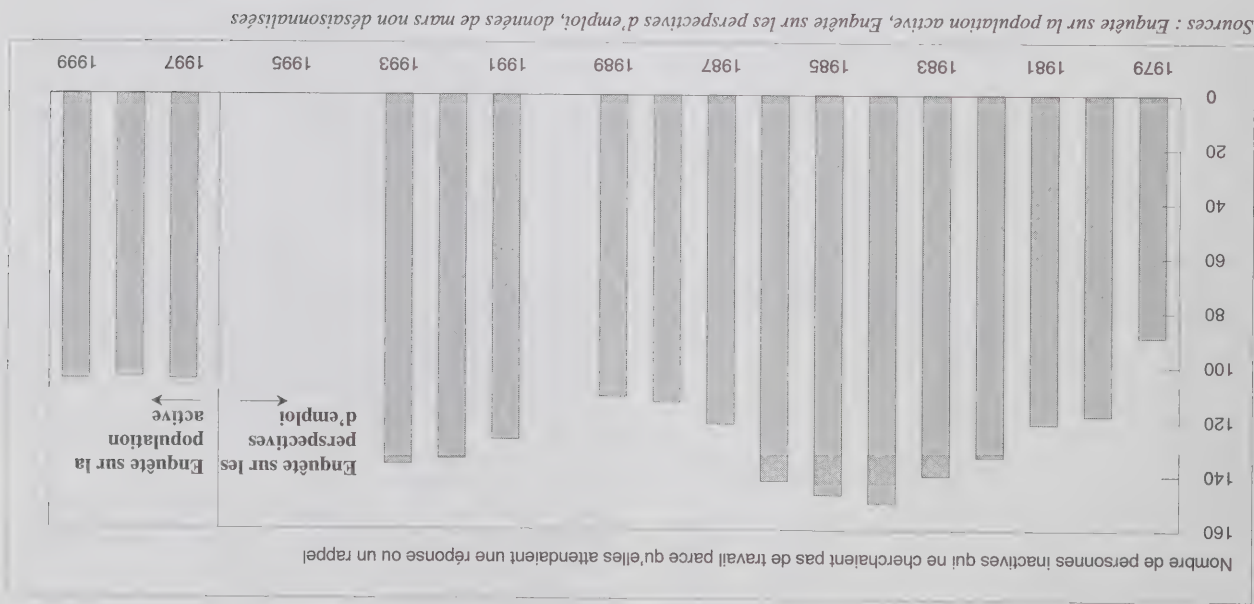 Nombre de personnes inactives qui ne cherchaient pas de travail parce qu'elles attendaient une réponse ou un rappel
160
140
120
100
80
60
40
20
0
Enquête sur les
perspectives
d'emploi
Enquête sur la
population
active
1979 1981 1983 1985 1987 1989 1991 1993 1995 1997 1999
Sources : Enquête sur la population active, Enquête sur les perspectives d'emploi, données de mars non désaisonnalisées